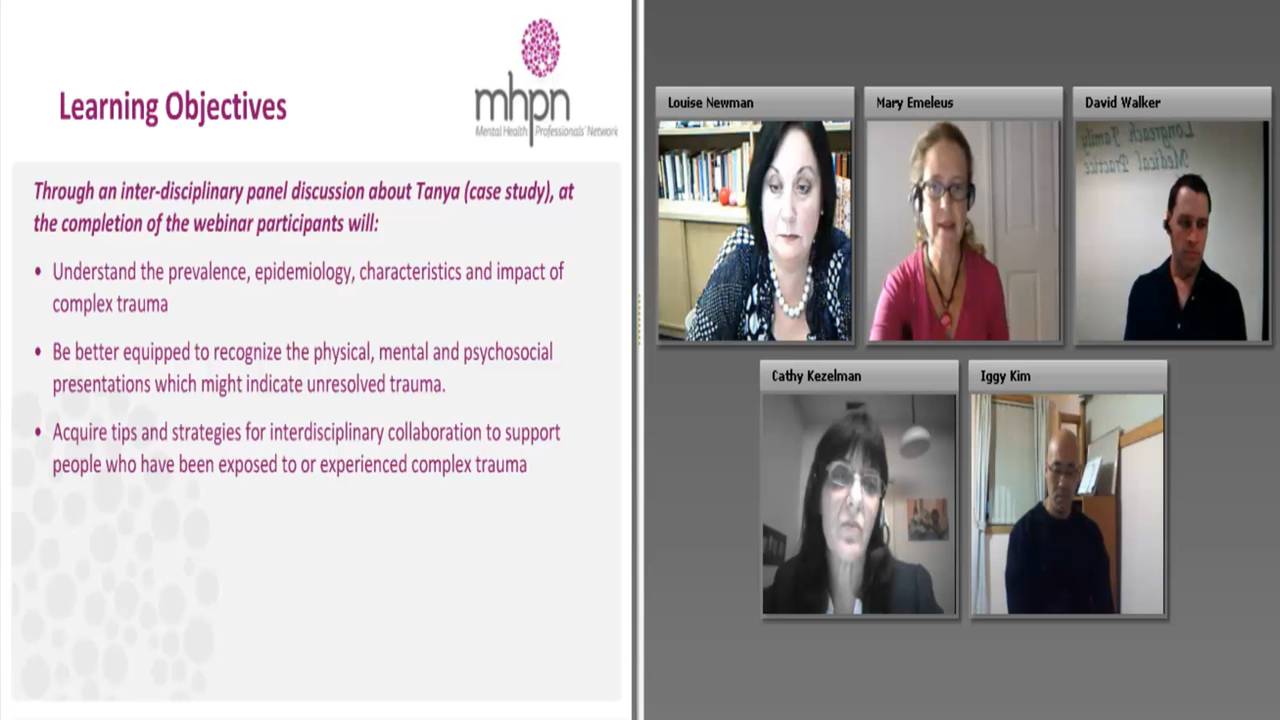 Learning Objectives
mhpn
Mental Health Professionals' Network
Through an inter-disciplinary panel discussion about Tanya (case study), at
the completion of the webinar participants will:
• Understand the prevalence, epidemiology, characteristics and impact of
complex trauma
• Be better equipped to recognize the physical, mental and psychosocial
presentations which might indicate unresolved trauma.
• Acquire tips and strategies for interdisciplinary collaboration to support
people who have been exposed to or experienced complex trauma
Louise Newman
Mary Emeleus
David Walker
Longreach Family
Medical Practice
Cathy Kezelman
Iggy Kim